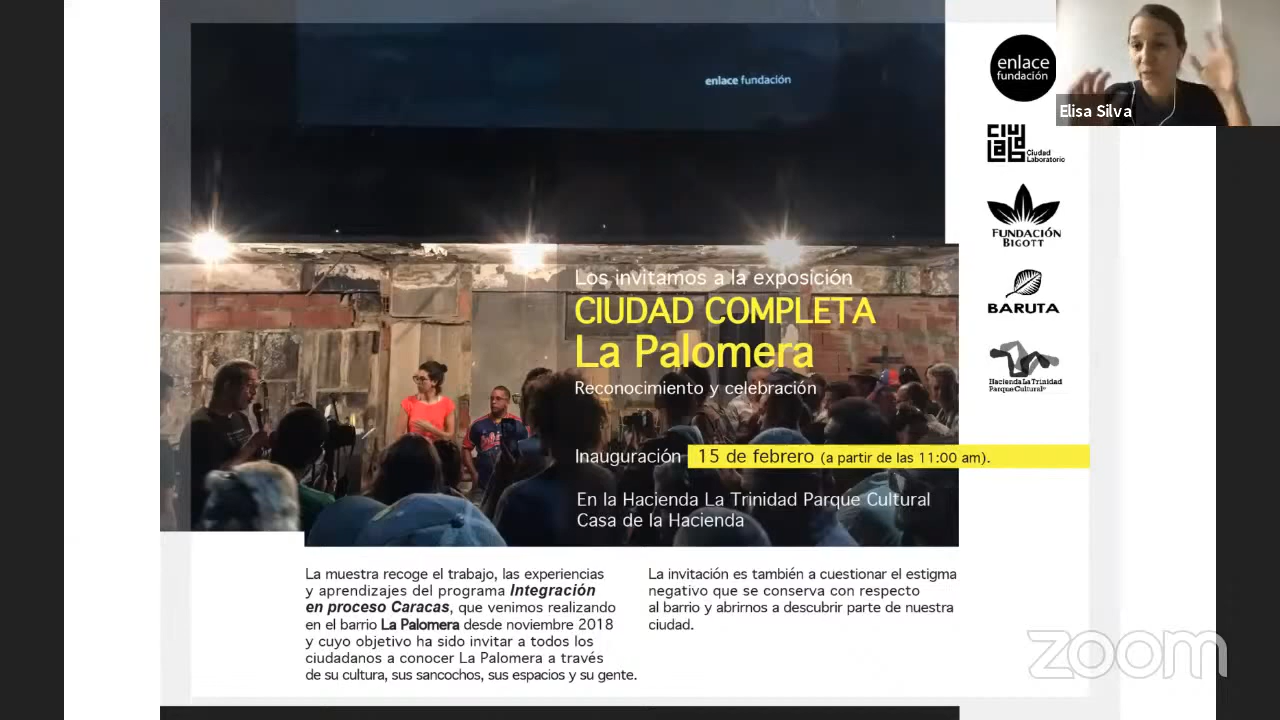 enlace fundación
enlace
fundación
Elisa Silva
CIUDLAB
Ciudad
Laboratorio
FUNDACIÓN
BIGOTT
BARUTA
Hacienda La Trinidad
Parque Cultural
Los invitamos a la exposición
CIUDAD COMPLETA
La Palomera
Reconocimiento y celebración
Inauguración 15 de febrero (a partir de las 11:00 am).
En la Hacienda La Trinidad Parque Cultural
Casa de la Hacienda
La muestra recoge el trabajo, las experiencias
y aprendizajes del programa Integración
en proceso Caracas, que venimos realizando
en el barrio La Palomera desde noviembre 2018
y cuyo objetivo ha sido invitar a todos los
ciudadanos a conocer La Palomera a través
de su cultura, sus sancochos, sus espacios y su gente.
La invitación es también a cuestionar el estigma
negativo que se conserva con respecto
al barrio y abrirnos a descubrir parte de nuestra
ciudad.
zoom